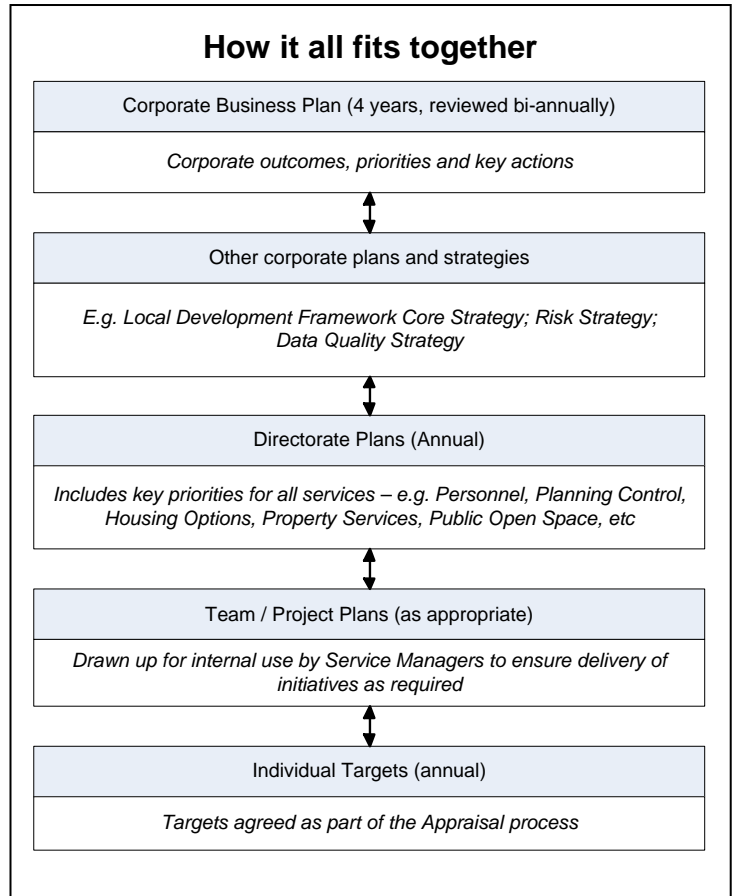 How it all fits together
Corporate Business Plan (4 years, reviewed bi-annually)
Corporate outcomes, priorities and key actions
Other corporate plans and strategies
E.g. Local Development Framework Core Strategy; Risk Strategy;
Data Quality Strategy
Directorate Plans (Annual)
Includes key priorities for all services – e.g. Personnel, Planning Control,
Housing Options, Property Services, Public Open Space, etc
Team / Project Plans (as appropriate)
Drawn up for internal use by Service Managers to ensure delivery of
initiatives as required
Individual Targets (annual)
Targets agreed as part of the Appraisal process